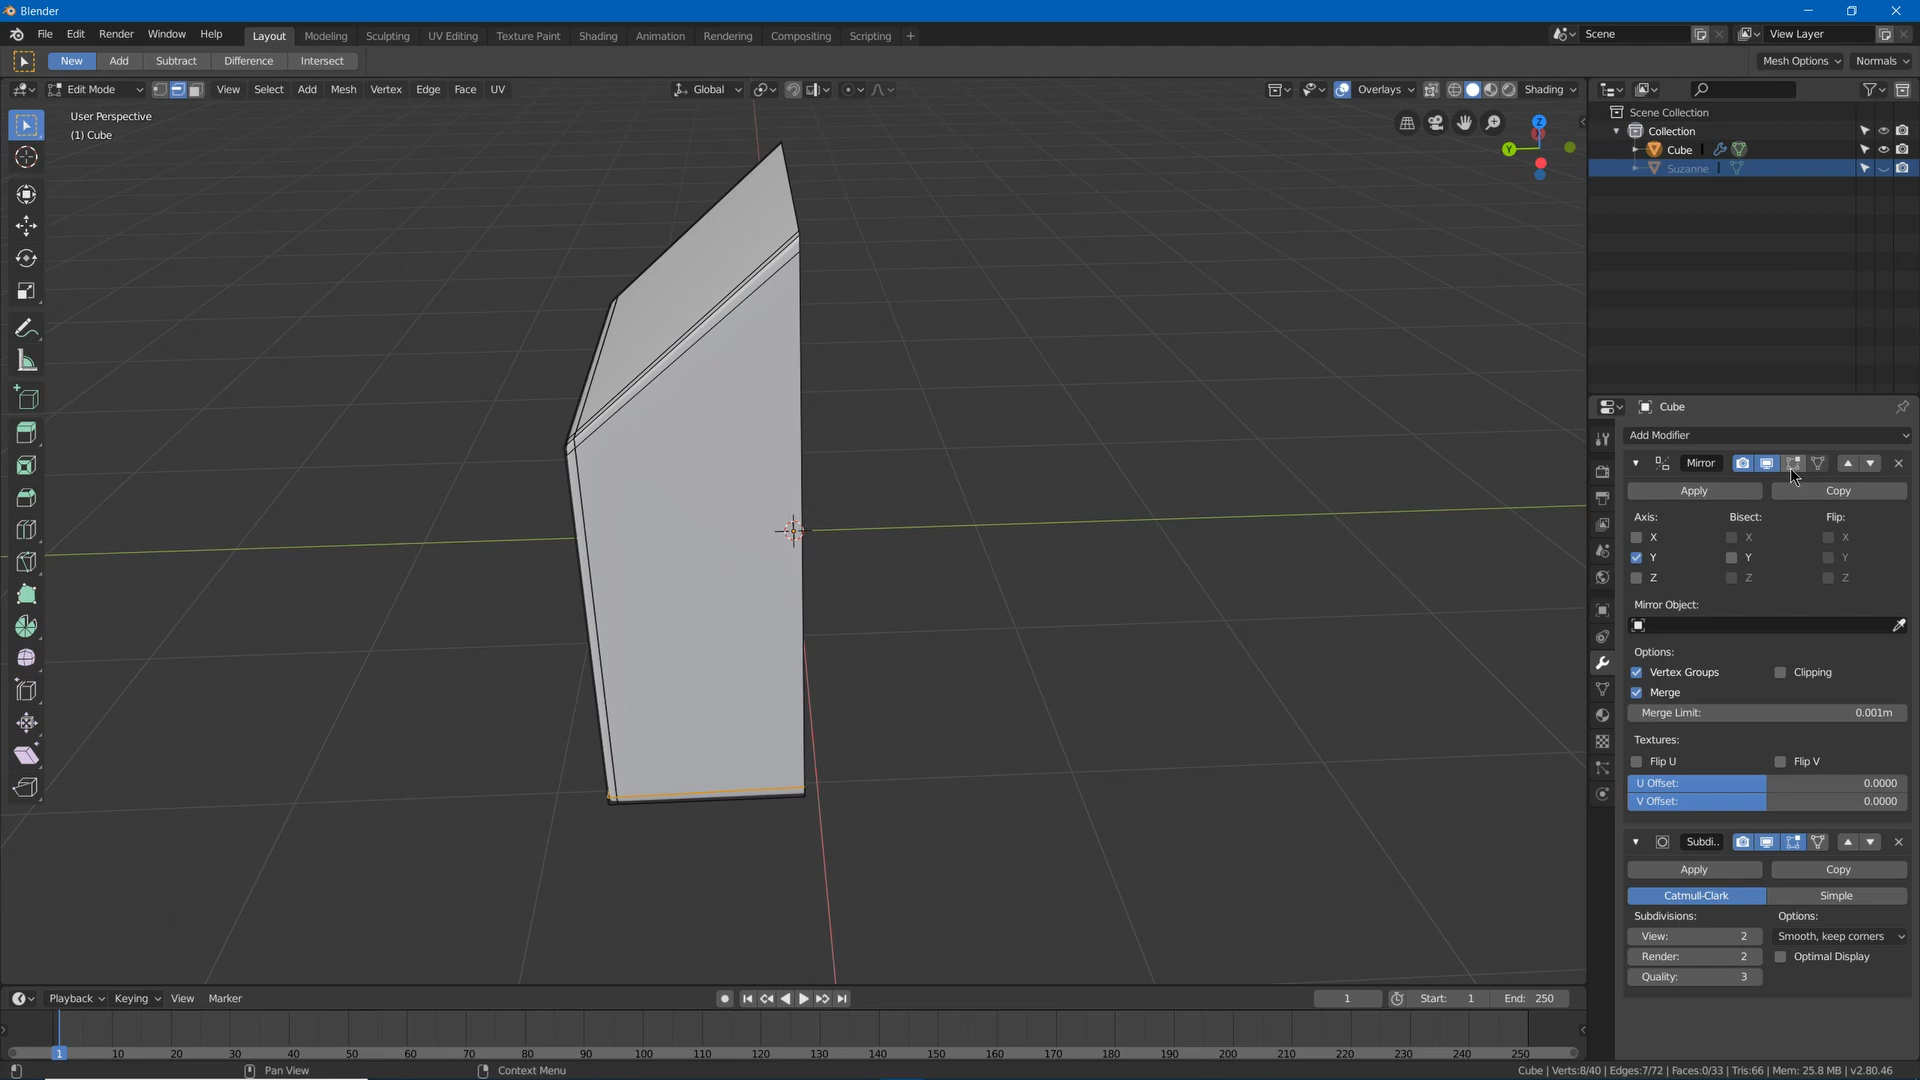 Blender
File Edit Render Window Help
Layout Modeling Sculpting UV Editing Texture Paint Shading Animation Rendering Compositing Scripting
Scene
View Layer
New Add Subtract Difference Intersect
Mesh Options Normals
Edit Mode View Select Add Mesh Vertex Edge Face UV
Global
Overlays
Shading
User Perspective
(1) Cube
Z
Y
Scene Collection
Collection
Cube
Suzanne
Cube
Add Modifier
Mirror
Apply Copy
Axis: Bisect: Flip:
X X X
Y Y Y
Z Z Z
Mirror Object:
Options:
Vertex Groups Clipping
Merge
Merge Limit: 0.001m
Textures:
Flip U Flip V
U Offset: 0.0000
V Offset: 0.0000
Subdi..
Apply Copy
Catmull-Clark Simple
Subdivisions: Options:
View: 2 Smooth, keep corners
Render: 2 Optimal Display
Quality: 3
Playback Keying View Marker
1 Start: 1 End: 250
1 10 20 30 40 50 60 70 80 90 100 110 120 130 140 150 160 170 180 190 200 210 220 230 240 250
Pan View Context Menu
Cube | Verts:8/40 | Edges:7/72 | Faces:0/33 | Tris:66 | Mem: 25.8 MB | v2.80.46